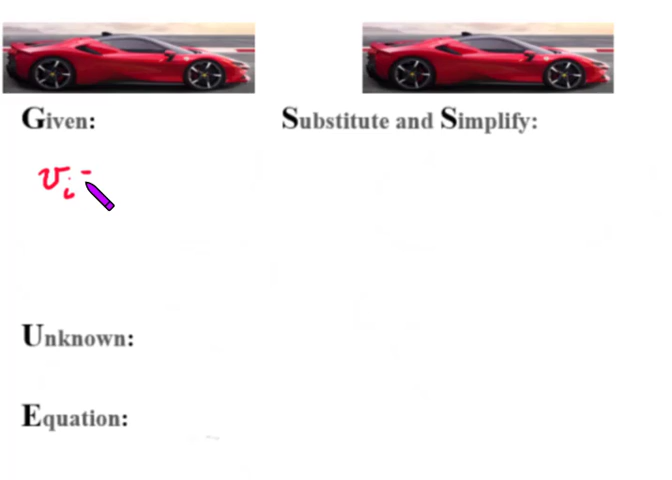 Given:
Substitute and Simplify:
vᵢ -
Unknown:
Equation: